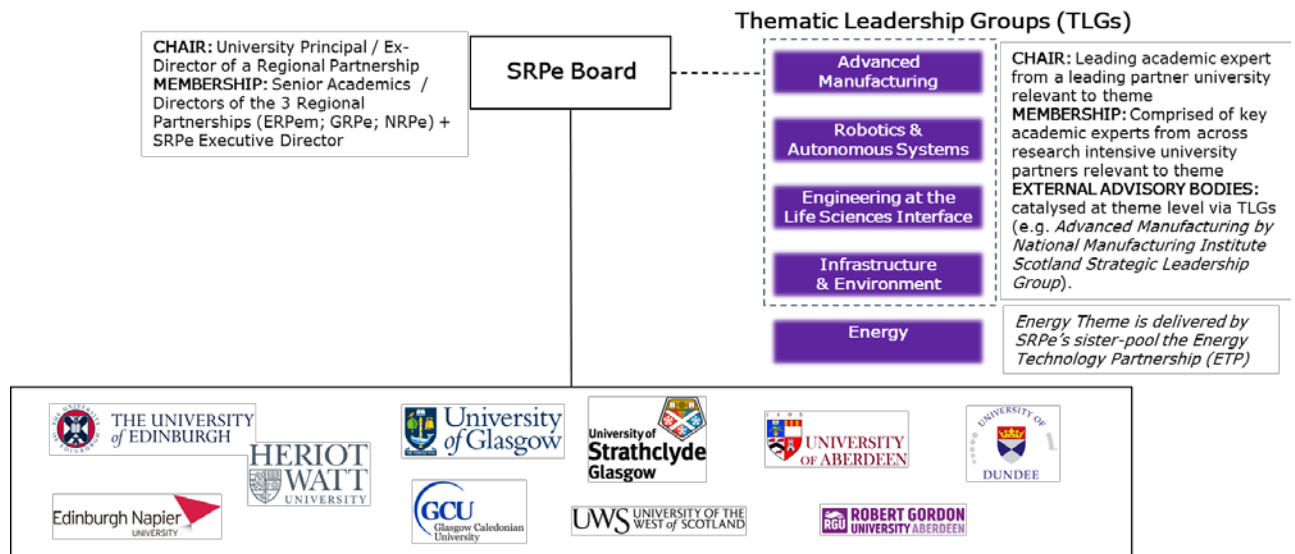 Thematic Leadership Groups (TLGs)
CHAIR: University Principal / Ex-
Director of a Regional Partnership
MEMBERSHIP: Senior Academics /
Directors of the 3 Regional
Partnerships (ERPem; GRPe; NRPe) +
SRPe Executive Director
SRPe Board
Advanced
Manufacturing
Robotics &
Autonomous Systems
Engineering at the
Life Sciences Interface
Infrastructure
& Environment
Energy
CHAIR: Leading academic expert
from a leading partner university
relevant to theme
MEMBERSHIP: Comprised of key
academic experts from across
research intensive university
partners relevant to theme
EXTERNAL ADVISORY BODIES:
catalysed at theme level via TLGs
(e.g. Advanced Manufacturing by
National Manufacturing Institute
Scotland Strategic Leadership
Group).
Energy Theme is delivered by
SRPe's sister-pool the Energy
Technology Partnership (ETP)
THE UNIVERSITY
of EDINBURGH
HERIOT
WATT
UNIVERSITY
University
of Glasgow
University of
Strathclyde
Glasgow
1495
UNIVERSITY
OF ABERDEEN
UNIVERSITY OF
DUNDEE
Edinburgh Napier
UNIVERSITY
GCU
Glasgow Caledonian
University
UWS UNIVERSITY OF THE
WEST of SCOTLAND
RGU
ROBERT GORDON
UNIVERSITY ABERDEEN